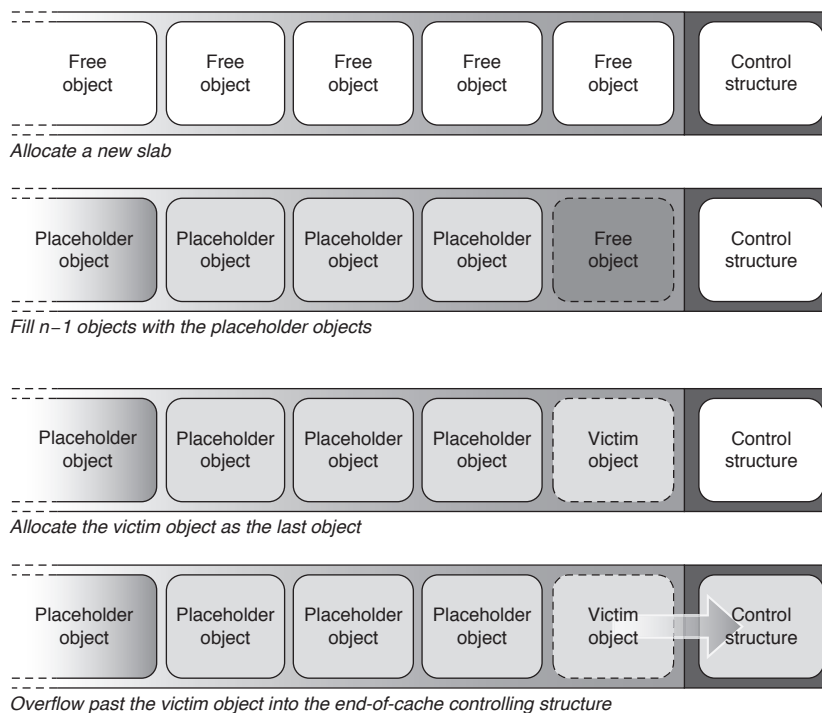 Free
object
Free
object
Free
object
Free
object
Free
object
Control
structure
Allocate a new slab
Placeholder
object
Placeholder
object
Placeholder
object
Placeholder
object
Free
object
Control
structure
Fill n−1 objects with the placeholder objects
Placeholder
object
Placeholder
object
Placeholder
object
Placeholder
object
Victim
object
Control
structure
Allocate the victim object as the last object
Placeholder
object
Placeholder
object
Placeholder
object
Placeholder
object
Victim
object
Control
structure
Overflow past the victim object into the end-of-cache controlling structure